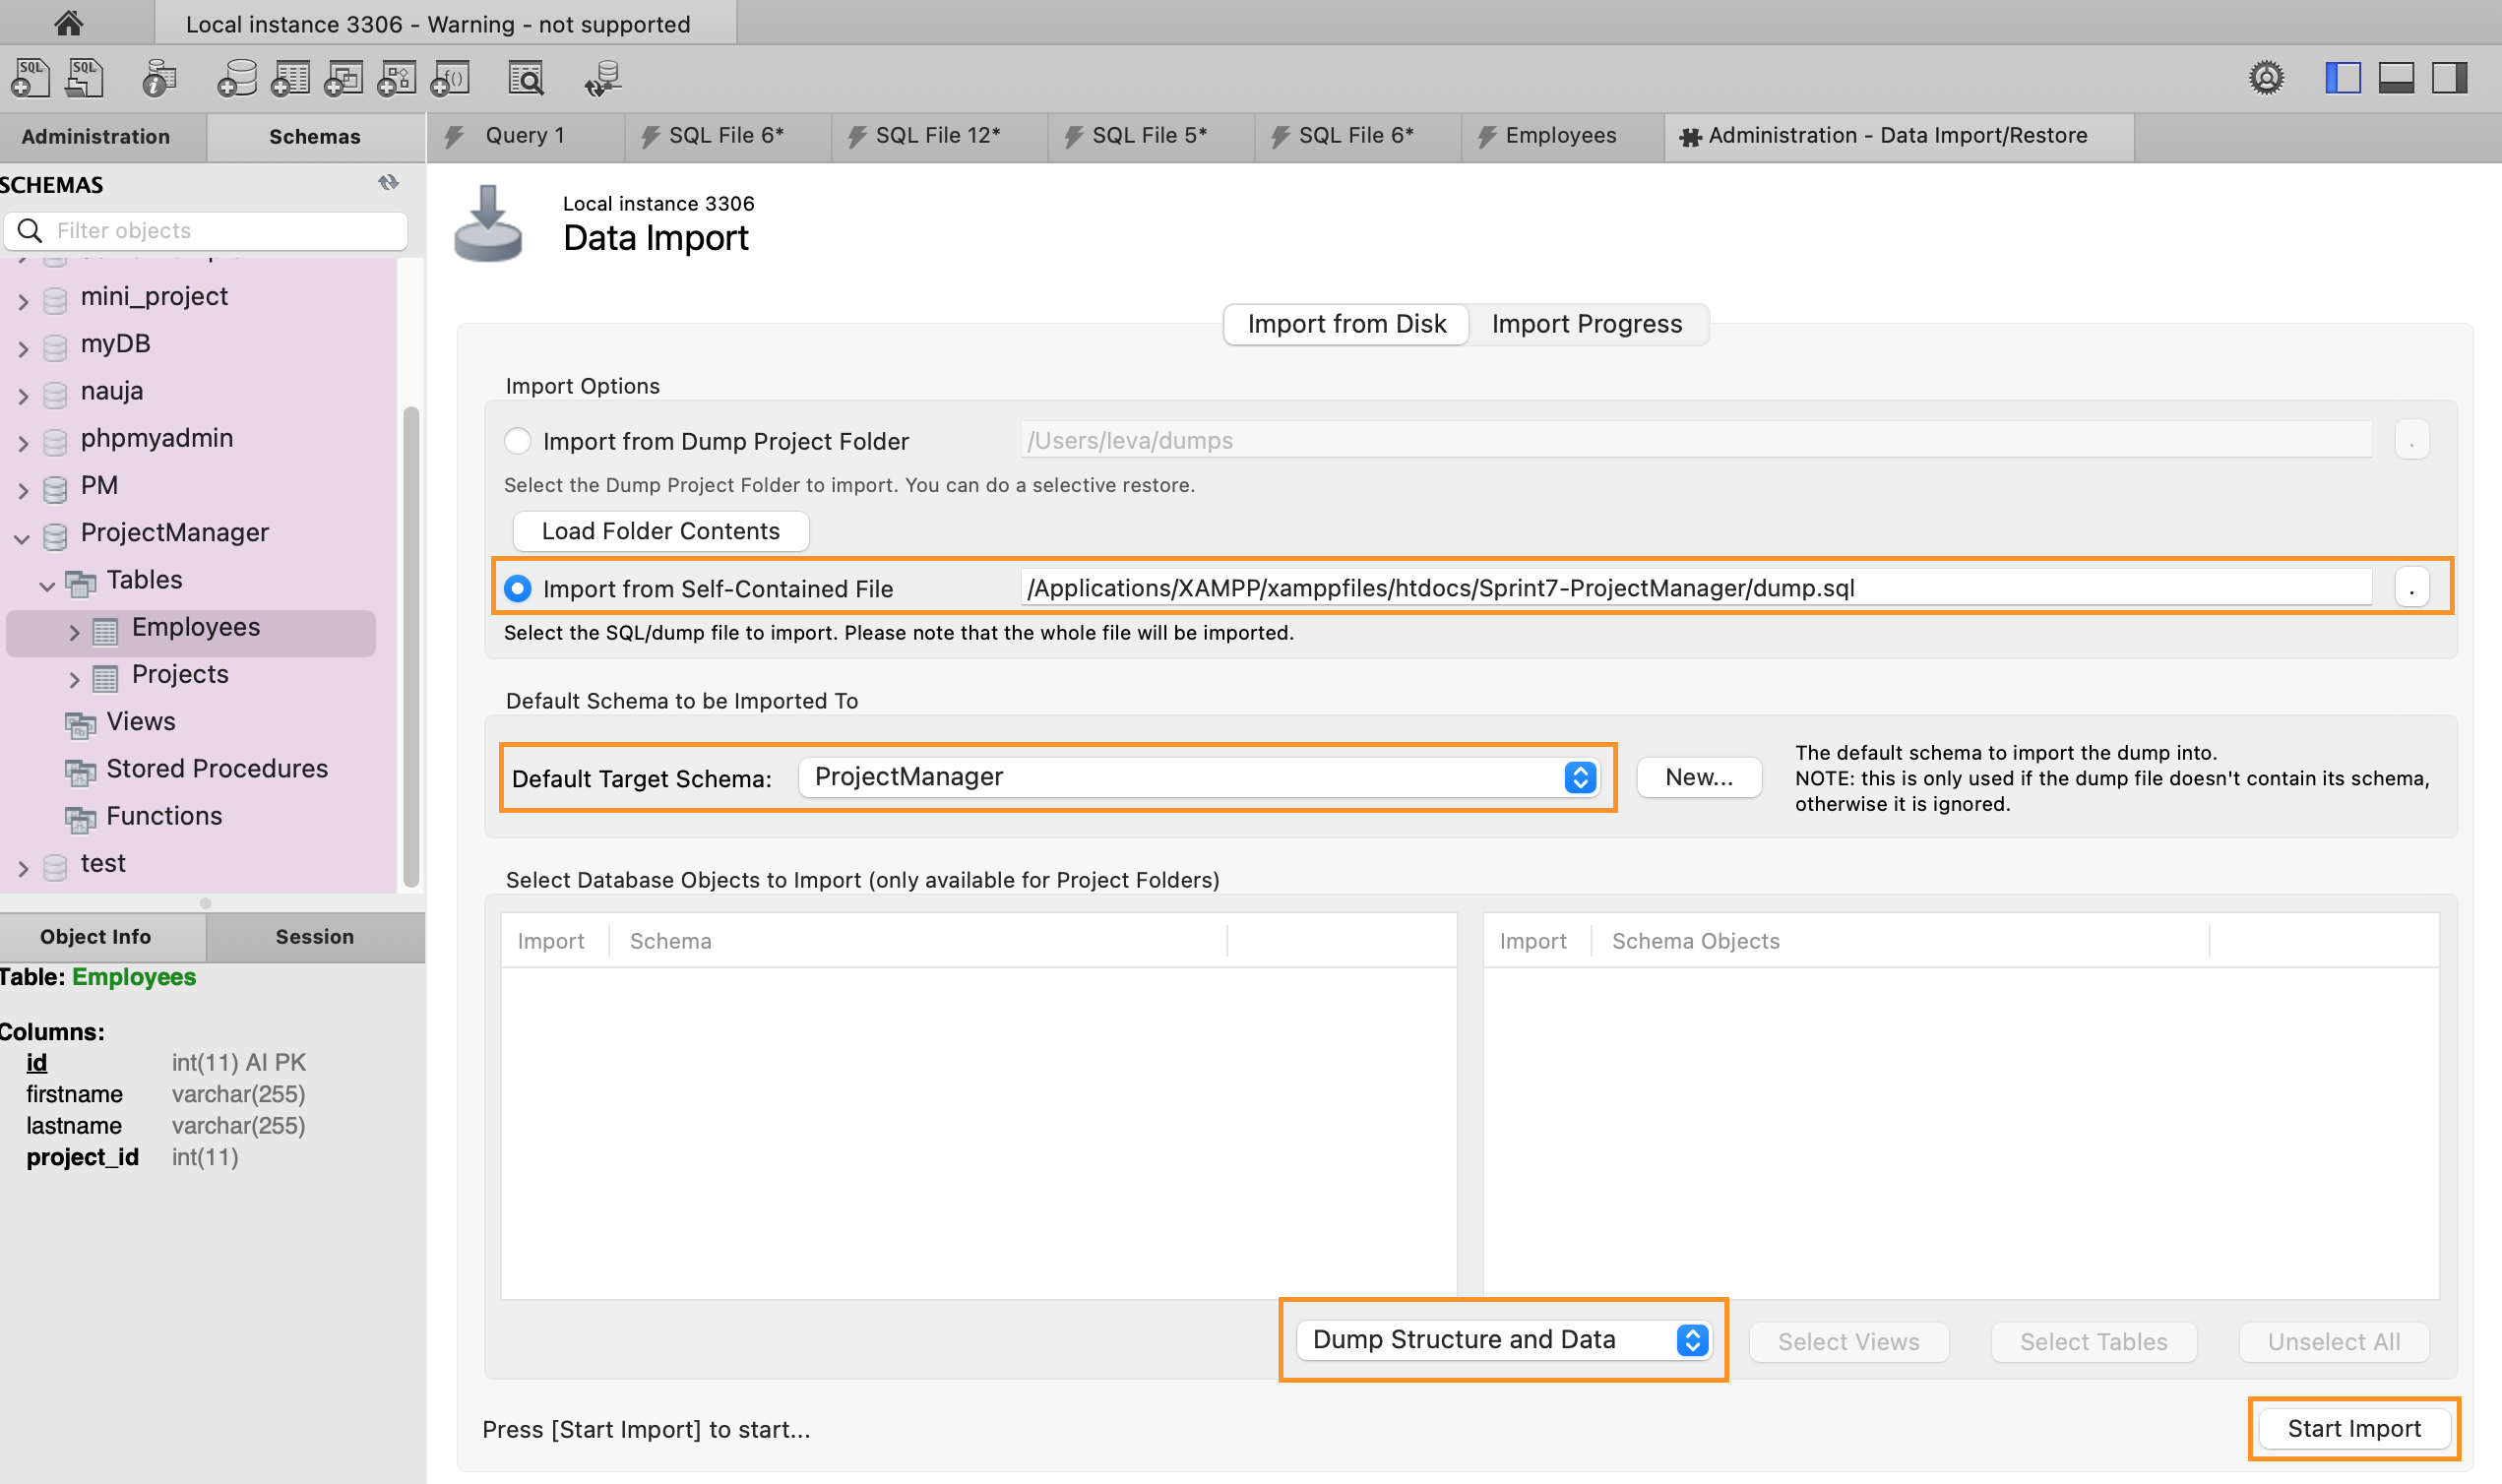 Local instance 3306 - Warning - not supported
SQL SQL
Administration Schemas
Query 1 SQL File 6* SQL File 12* SQL File 5* SQL File 6* Employees Administration - Data Import/Restore
SCHEMAS
Filter objects
mini_project
myDB
nauja
phpmyadmin
PM
ProjectManager
Tables
Employees
Projects
Views
Stored Procedures
Functions
test
Object Info Session
Table: Employees
Columns:
id int(11) AI PK
firstname varchar(255)
lastname varchar(255)
project_id int(11)
Local instance 3306
Data Import
Import from Disk Import Progress
Import Options
Import from Dump Project Folder /Users/leva/dumps .
Select the Dump Project Folder to import. You can do a selective restore.
Load Folder Contents
Import from Self-Contained File /Applications/XAMPP/xamppfiles/htdocs/Sprint7-ProjectManager/dump.sql .
Select the SQL/dump file to import. Please note that the whole file will be imported.
Default Schema to be Imported To
Default Target Schema: ProjectManager New...
The default schema to import the dump into.
NOTE: this is only used if the dump file doesn't contain its schema,
otherwise it is ignored.
Select Database Objects to Import (only available for Project Folders)
Import Schema Import Schema Objects
Dump Structure and Data Select Views Select Tables Unselect All
Press [Start Import] to start...
Start Import